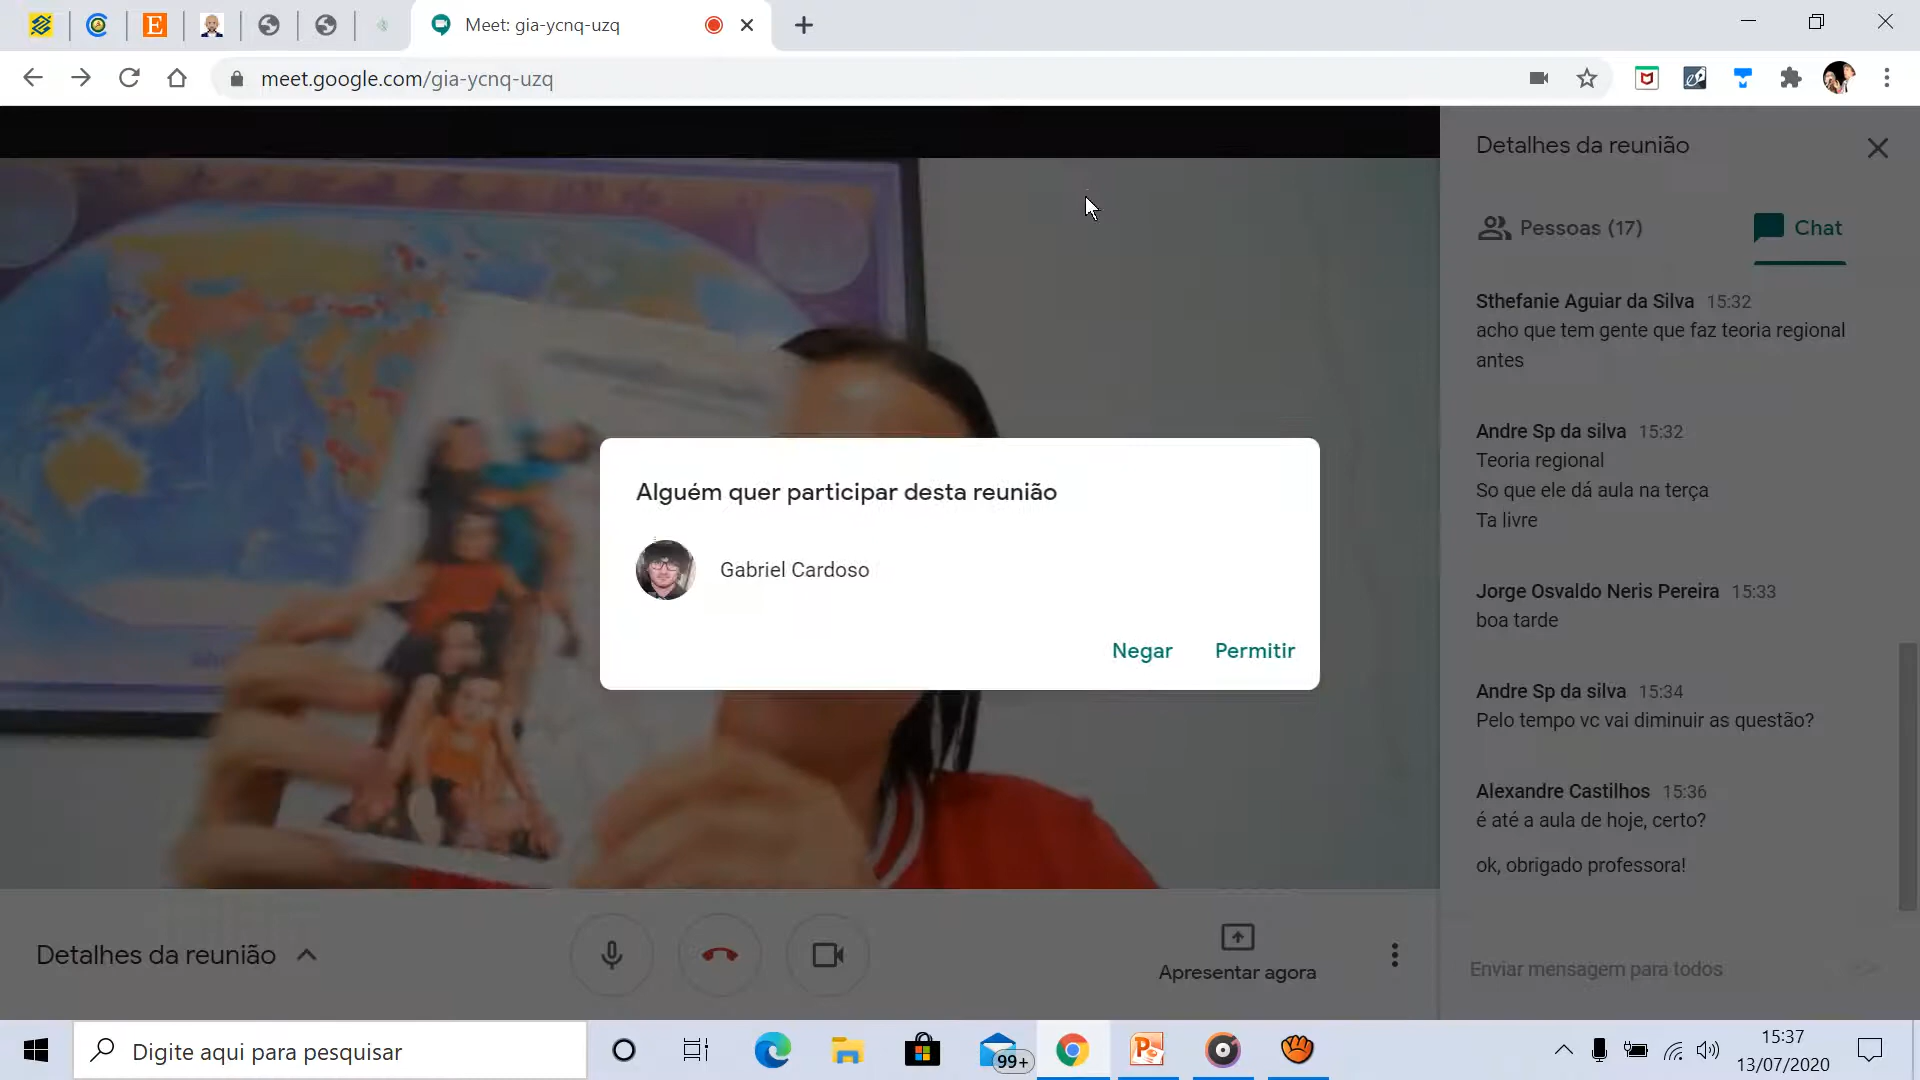 Meet: gia-ycnq-uzq
meet.google.com/gia-ycnq-uzq
Detalhes da reunião
Pessoas (17)
Chat
Sthefanie Aguiar da Silva 15:32
acho que tem gente que faz teoria regional
antes
Andre Sp da silva 15:32
Teoria regional
So que ele dá aula na terça
Ta livre
Jorge Osvaldo Neris Pereira 15:33
boa tarde
Andre Sp da silva 15:34
Pelo tempo vc vai diminuir as questão?
Alexandre Castilhos 15:36
é até a aula de hoje, certo?
ok, obrigado professora!
Enviar mensagem para todos
Alguém quer participar desta reunião
Gabriel Cardoso
Negar
Permitir
Detalhes da reunião
Apresentar agora
Digite aqui para pesquisar
99+
15:37
13/07/2020